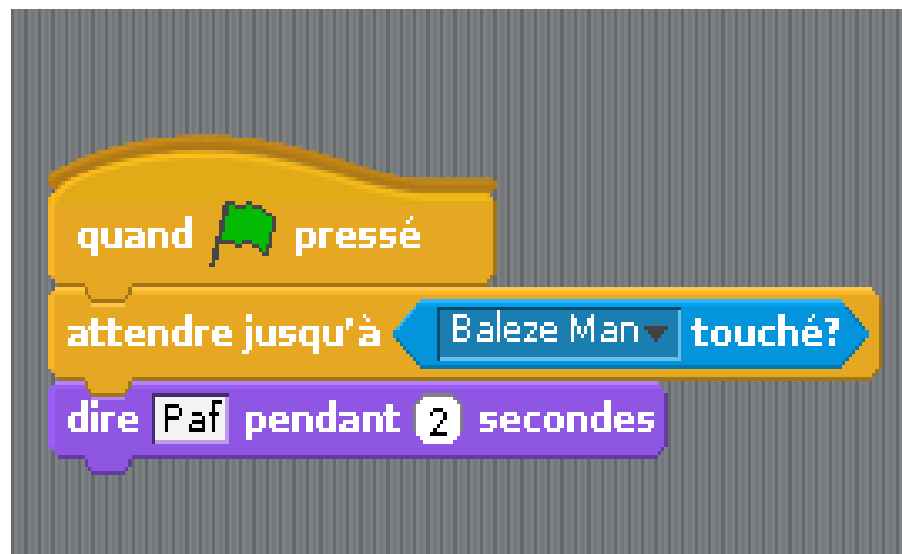 quand pressé
attendre jusqu'à Baleze Man touché?
dire Paf pendant 2 secondes